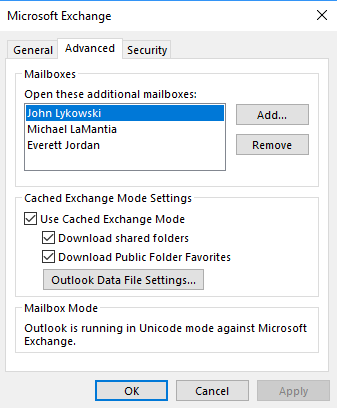 Microsoft Exchange
General Advanced Security
Mailboxes
Open these additional mailboxes:
John Lykowski
Michael LaMantia
Everett Jordan
Add...
Remove
Cached Exchange Mode Settings
Use Cached Exchange Mode
Download shared folders
Download Public Folder Favorites
Outlook Data File Settings...
Mailbox Mode
Outlook is running in Unicode mode against Microsoft
Exchange.
OK Cancel Apply